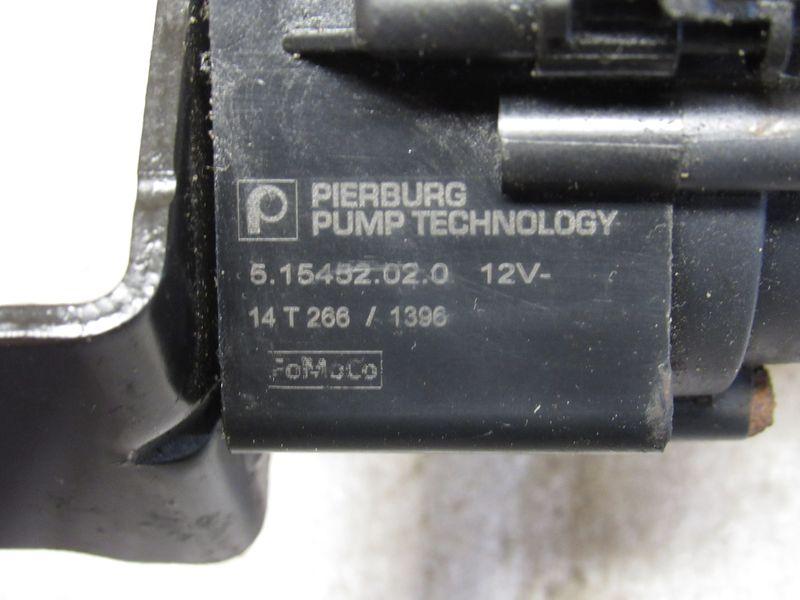 P PIERBURG
PUMP TECHNOLOGY
5.15452.02.0 12V-
14 T 266 / 1396
FoMoCo